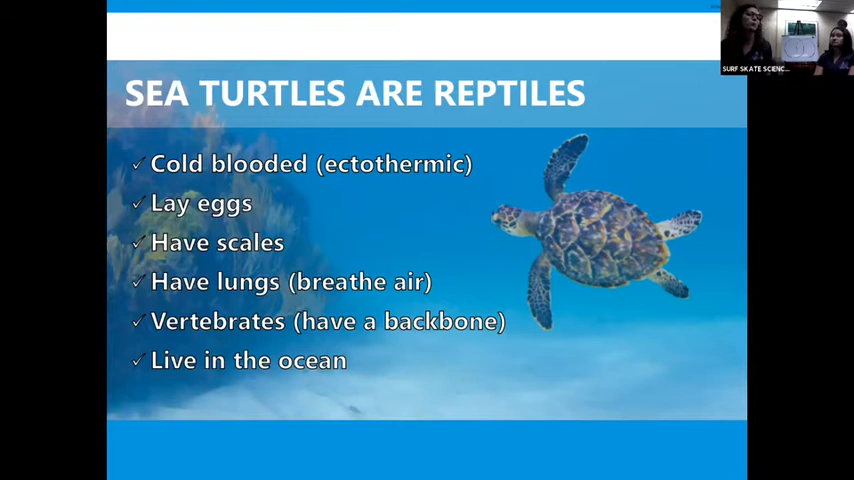 SURF SKATE SCIENC...
SEA TURTLES ARE REPTILES
✓ Cold blooded (ectothermic)
✓ Lay eggs
✓ Have scales
✓ Have lungs (breathe air)
✓ Vertebrates (have a backbone)
✓ Live in the ocean